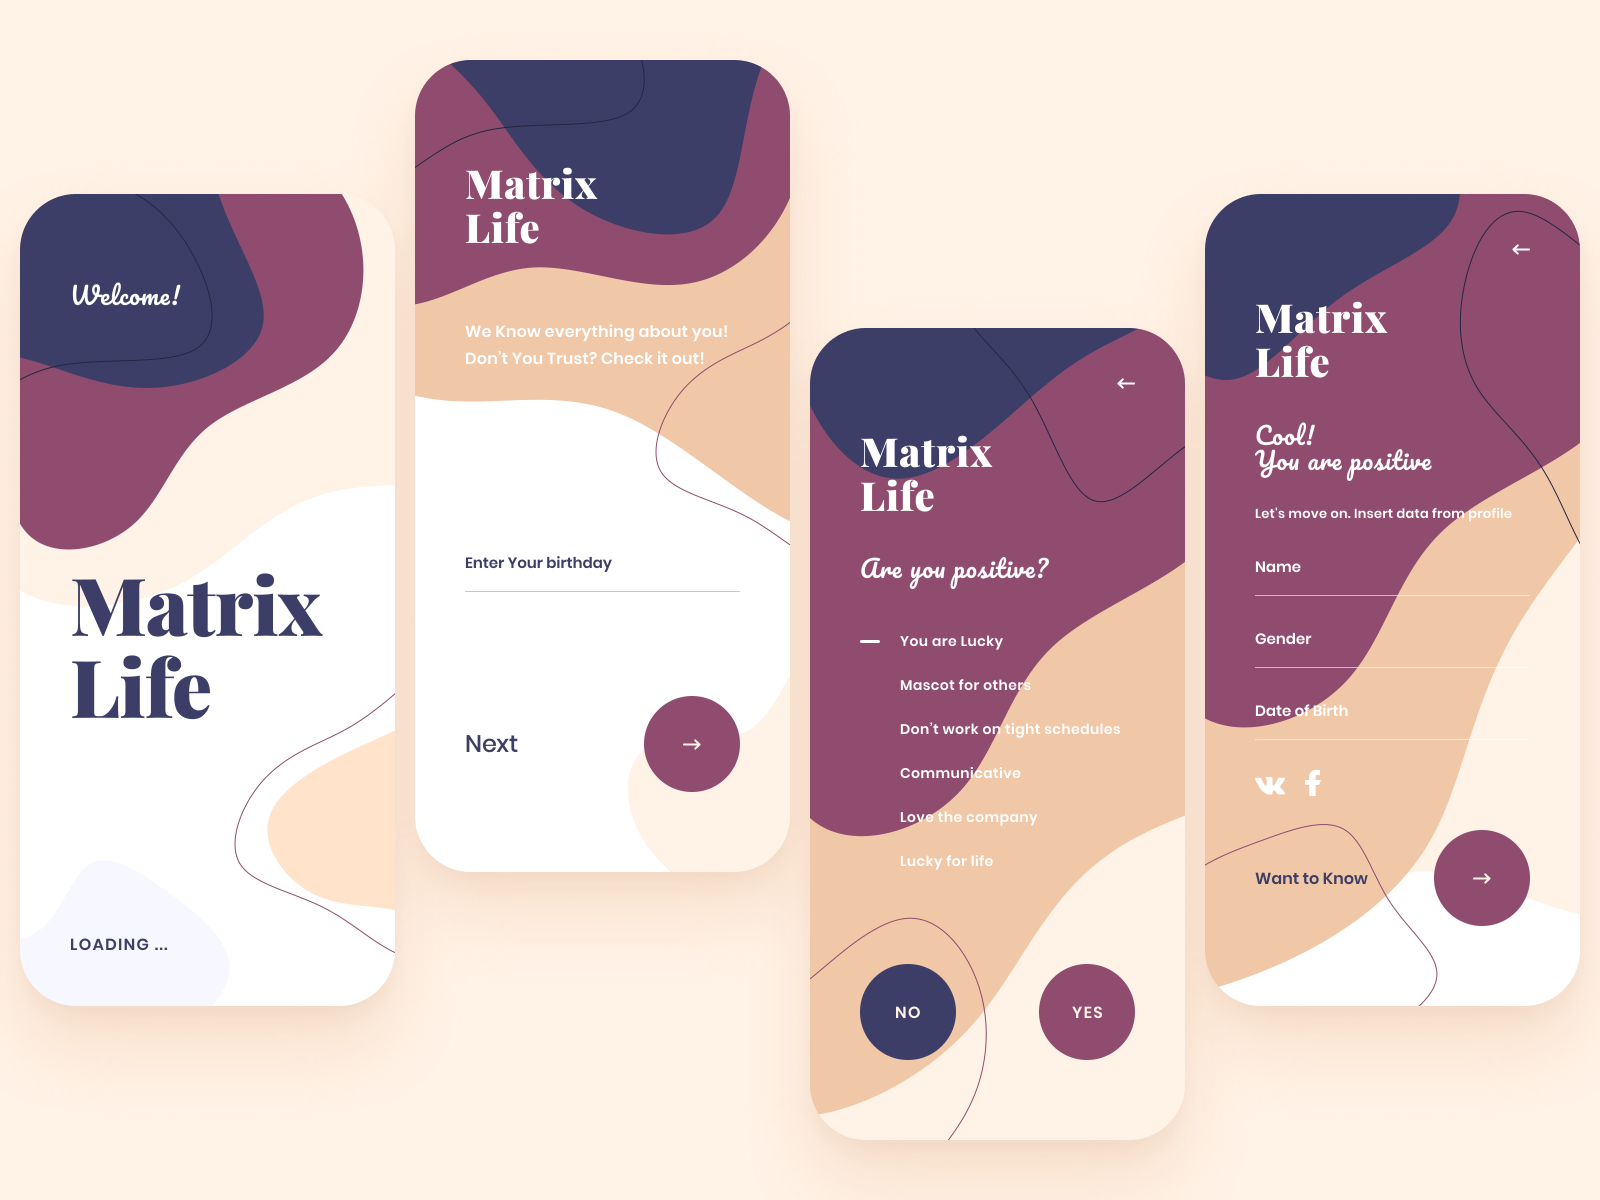 Welcome!
Matrix
Life
LOADING ...
Matrix
Life
We Know everything about you!
Don't You Trust? Check it out!
Enter Your birthday
Next
Matrix
Life
Are you positive?
You are Lucky
Mascot for others
Don't work on tight schedules
Communicative
Love the company
Lucky for life
NO
YES
Matrix
Life
Cool!
You are positive
Let's move on. Insert data from profile
Name
Gender
Date of Birth
Want to Know